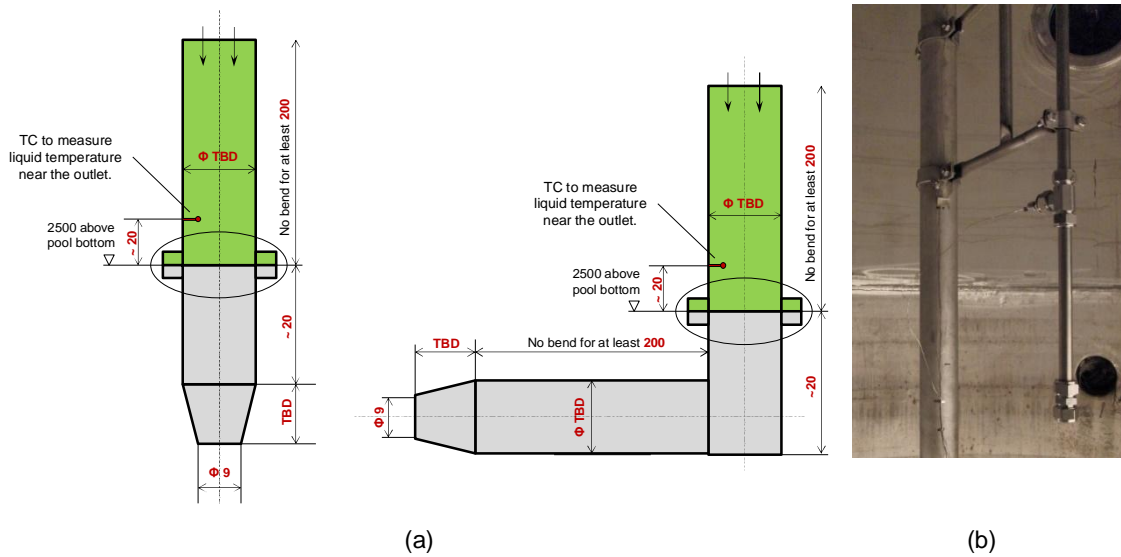 No bend for at least 200
TC to measure
liquid temperature
near the outlet.
Φ TBD
2500 above
pool bottom
~ 20
~ 20
TBD
Φ 9
No bend for at least 200
TC to measure
liquid temperature
near the outlet.
Φ TBD
2500 above
pool bottom
~ 20
TBD
No bend for at least 200
~20
Φ 9
Φ TBD
(a)
(b)